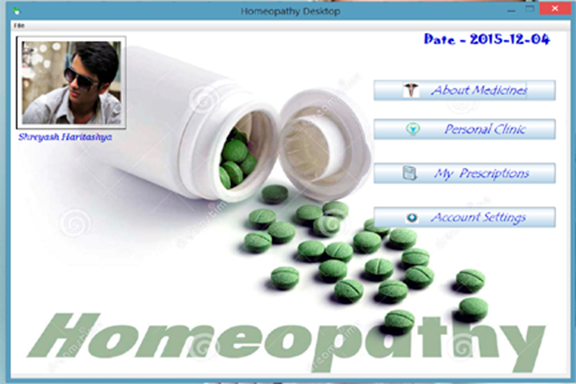 Homeopathy Desktop
File
Date - 2015-12-04
Shreyash Haritashya
About Medicines
Personal Clinic
My Prescriptions
Account Settings
Homeopathy